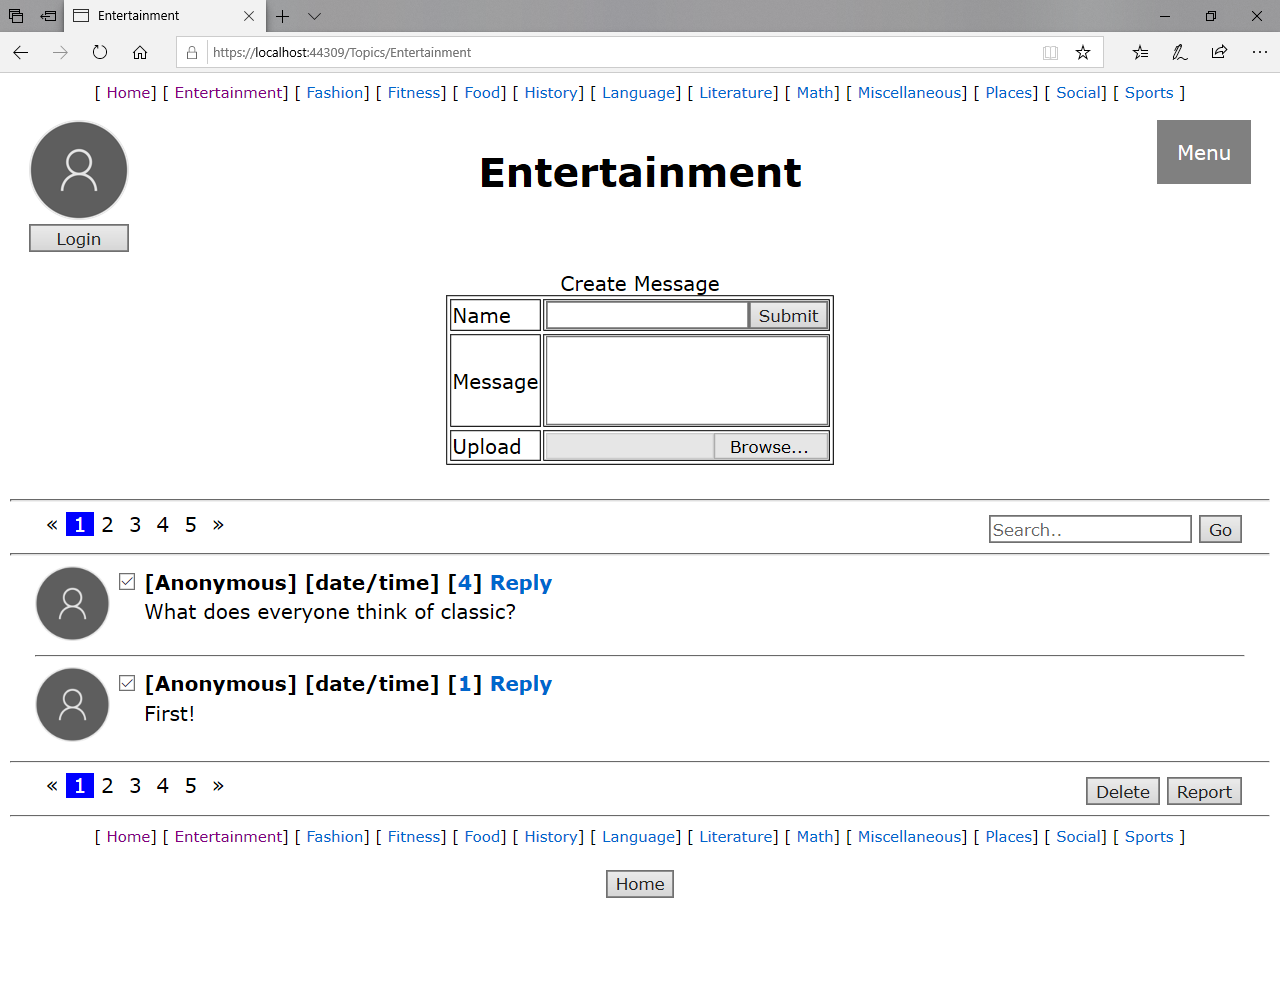 Entertainment
https://localhost:44309/Topics/Entertainment
[ Home] [ Entertainment] [ Fashion] [ Fitness] [ Food] [ History] [ Language] [ Literature] [ Math] [ Miscellaneous] [ Places] [ Social] [ Sports ]
Menu
Entertainment
Login
Create Message
Name Submit
Message
Upload Browse...
« 1 2 3 4 5 » Search.. Go
[Anonymous] [date/time] [4] Reply
What does everyone think of classic?
[Anonymous] [date/time] [1] Reply
First!
« 1 2 3 4 5 » Delete Report
[ Home] [ Entertainment] [ Fashion] [ Fitness] [ Food] [ History] [ Language] [ Literature] [ Math] [ Miscellaneous] [ Places] [ Social] [ Sports ]
Home